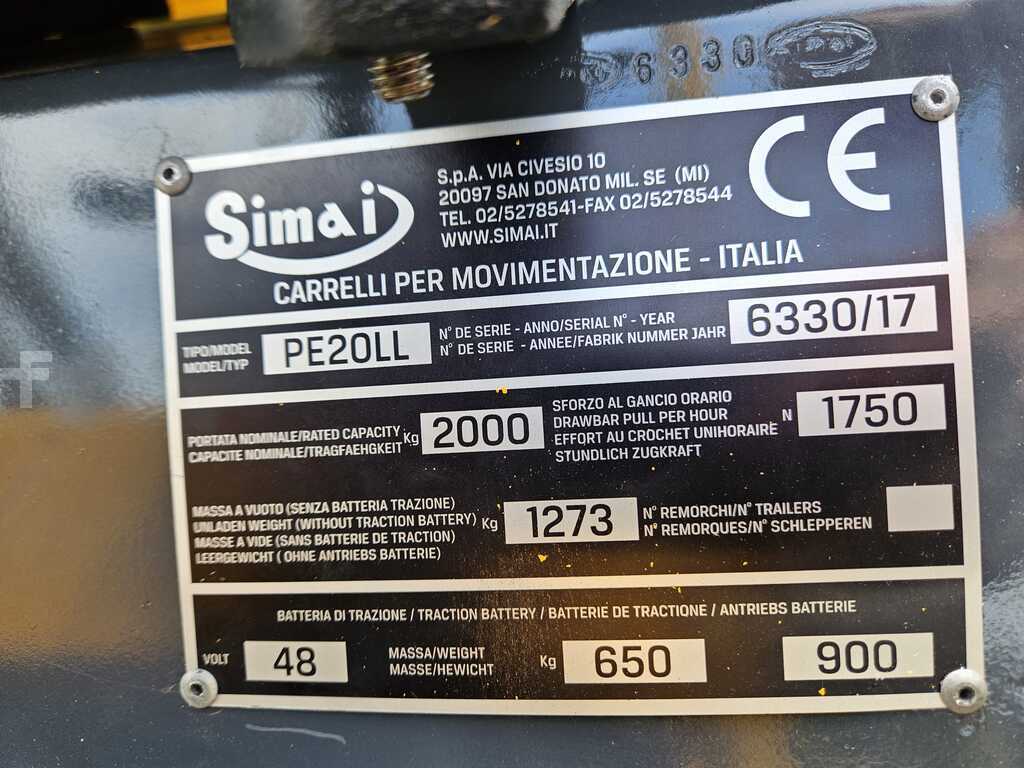 6330
Simai
S.p.A. VIA CIVESIO 10
20097 SAN DONATO MIL. SE (MI)
TEL. 02/5278541-FAX 02/5278544
WWW.SIMAI.IT
CE
CARRELLI PER MOVIMENTAZIONE - ITALIA
TIPO/MODEL
MODEL/TYP
PE20LL
N° DE SERIE - ANNO/SERIAL N° - YEAR
N° DE SERIE - ANNEE/FABRIK NUMMER JAHR
6330/17
PORTATA NOMINALE/RATED CAPACITY
CAPACITE NOMINALE/TRAGFAEHGKEIT
Kg
2000
SFORZO AL GANCIO ORARIO
DRAWBAR PULL PER HOUR
EFFORT AU CROCHET UNIHORAIRE
STUNDLICH ZUGKRAFT
N
1750
MASSA A VUOTO (SENZA BATTERIA TRAZIONE)
UNLADEN WEIGHT (WITHOUT TRACTION BATTERY)
MASSE A VIDE (SANS BATTERIE DE TRACTION)
LEERGEWICHT ( OHNE ANTRIEBS BATTERIE)
Kg
1273
N° REMORCHI/N° TRAILERS
N° REMORQUES/N° SCHLEPPEREN
BATTERIA DI TRAZIONE / TRACTION BATTERY / BATTERIE DE TRACTIONE / ANTRIEBS BATTERIE
VOLT
48
MASSA/WEIGHT
MASSE/HEWICHT
Kg
650
900